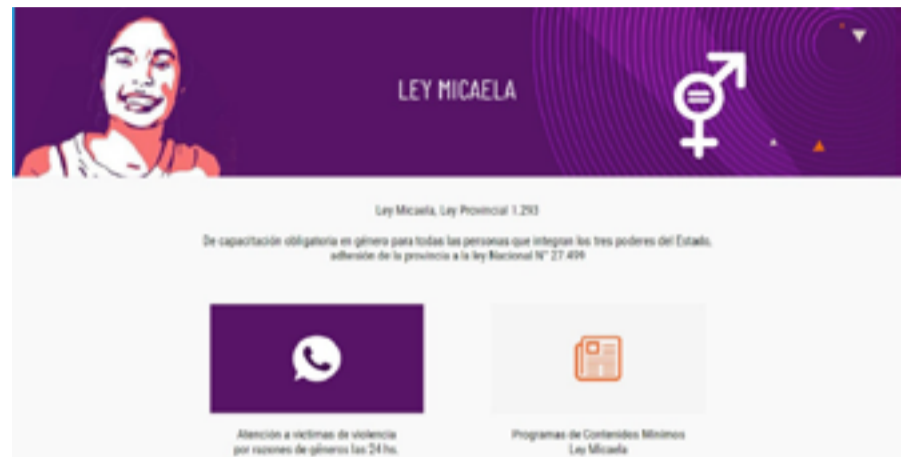 LEY MICAELA
Ley Micaela, Ley Provincial 1.293
De capacitación obligatoria en género para todas las personas que integran los tres poderes del Estado,
adhesión de la provincia a la ley Nacional N° 27.499
Atención a víctimas de violencia
por razones de géneros las 24 hs.
Programas de Contenidos Mínimos
Ley Micaela